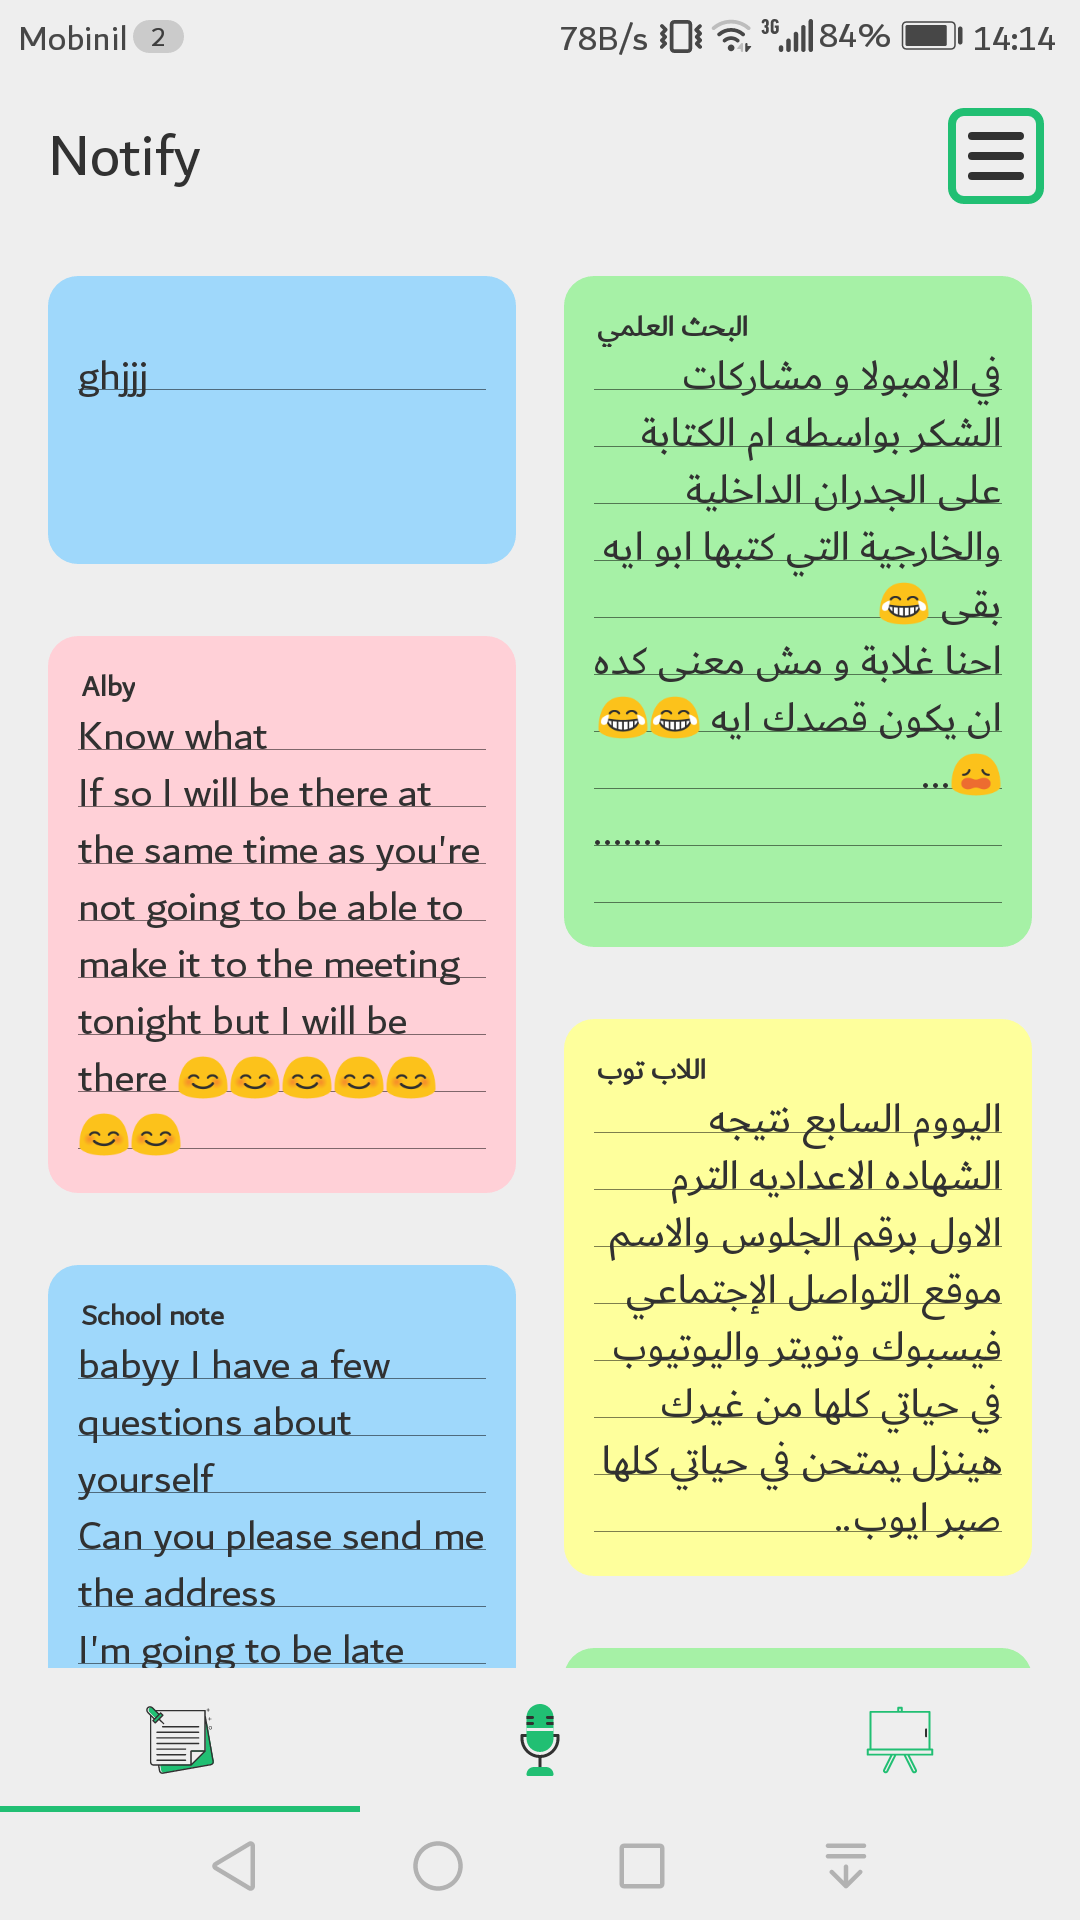 Mobinil 2 78B/s 3G 84% 14:14
Notify
ghjjj
البحث العلمي
في الامبولا و مشاركات
الشكر بواسطه ام الكتابة
على الجدران الداخلية
والخارجية التي كتبها ابو ايه
بقى 😂
احنا غلابة و مش معنى كده
ان يكون قصدك ايه 😂😂
😩...
.......
Alby
Know what
If so I will be there at
the same time as you're
not going to be able to
make it to the meeting
tonight but I will be
there 😊😊😊😊😊
😊😊
اللاب توب
اليووم السابع نتيجه
الشهاده الاعداديه الترم
الاول برقم الجلوس والاسم
موقع التواصل الإجتماعي
فيسبوك وتويتر واليوتيوب
في حياتي كلها من غيرك
هينزل يمتحن في حياتي كلها
صبر ايوب..
School note
babyy I have a few
questions about
yourself
Can you please send me
the address
I'm going to be late